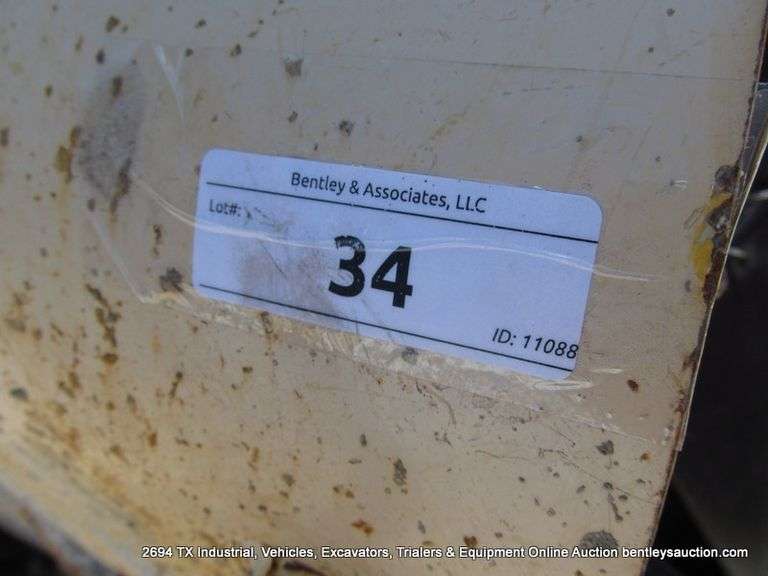 Bentley & Associates, LLC
Lot#:
34
ID: 11088
2694 TX Industrial, Vehicles, Excavators, Trialers & Equipment Online Auction bentleysauction.com